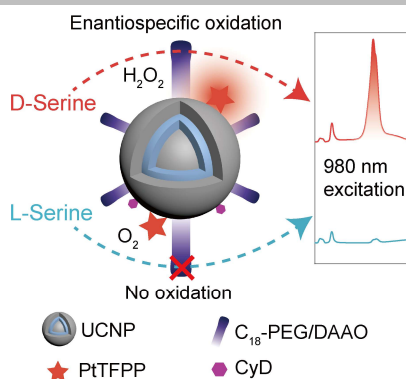 Enantiospecific oxidation
H₂O₂
D-Serine
980 nm
excitation
L-Serine
O₂
No oxidation
UCNP
C₁₈-PEG/DAAO
PtTFPP
CyD